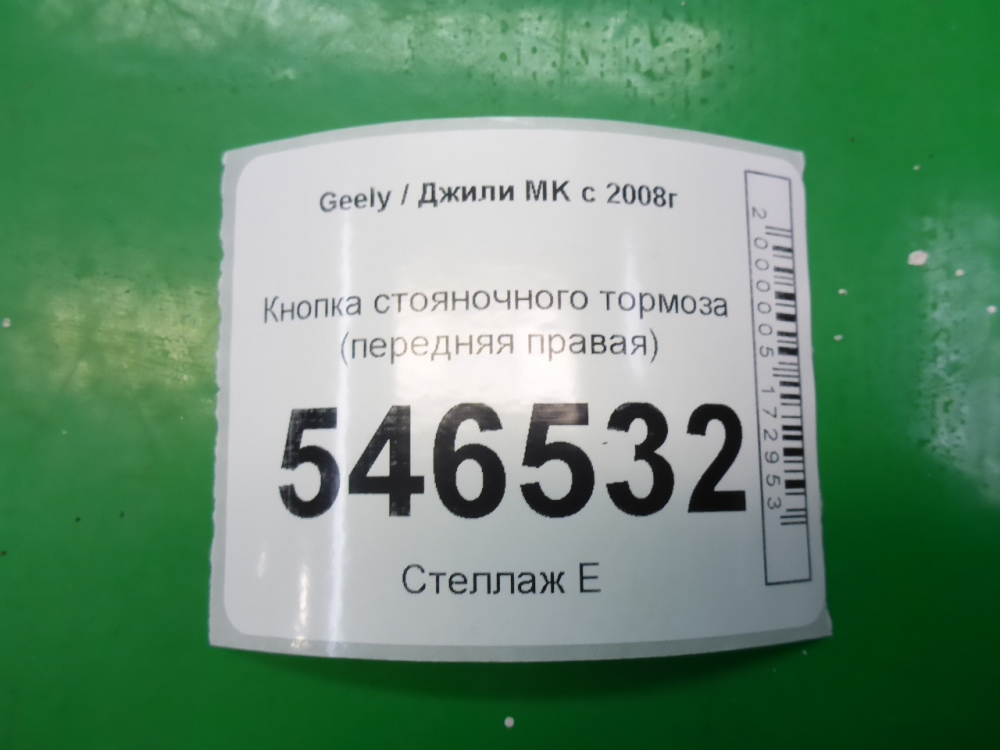 Geely / Джили МК с 2008г
Кнопка стояночного тормоза
(передняя правая)
546532
Стеллаж Е
2000005172953